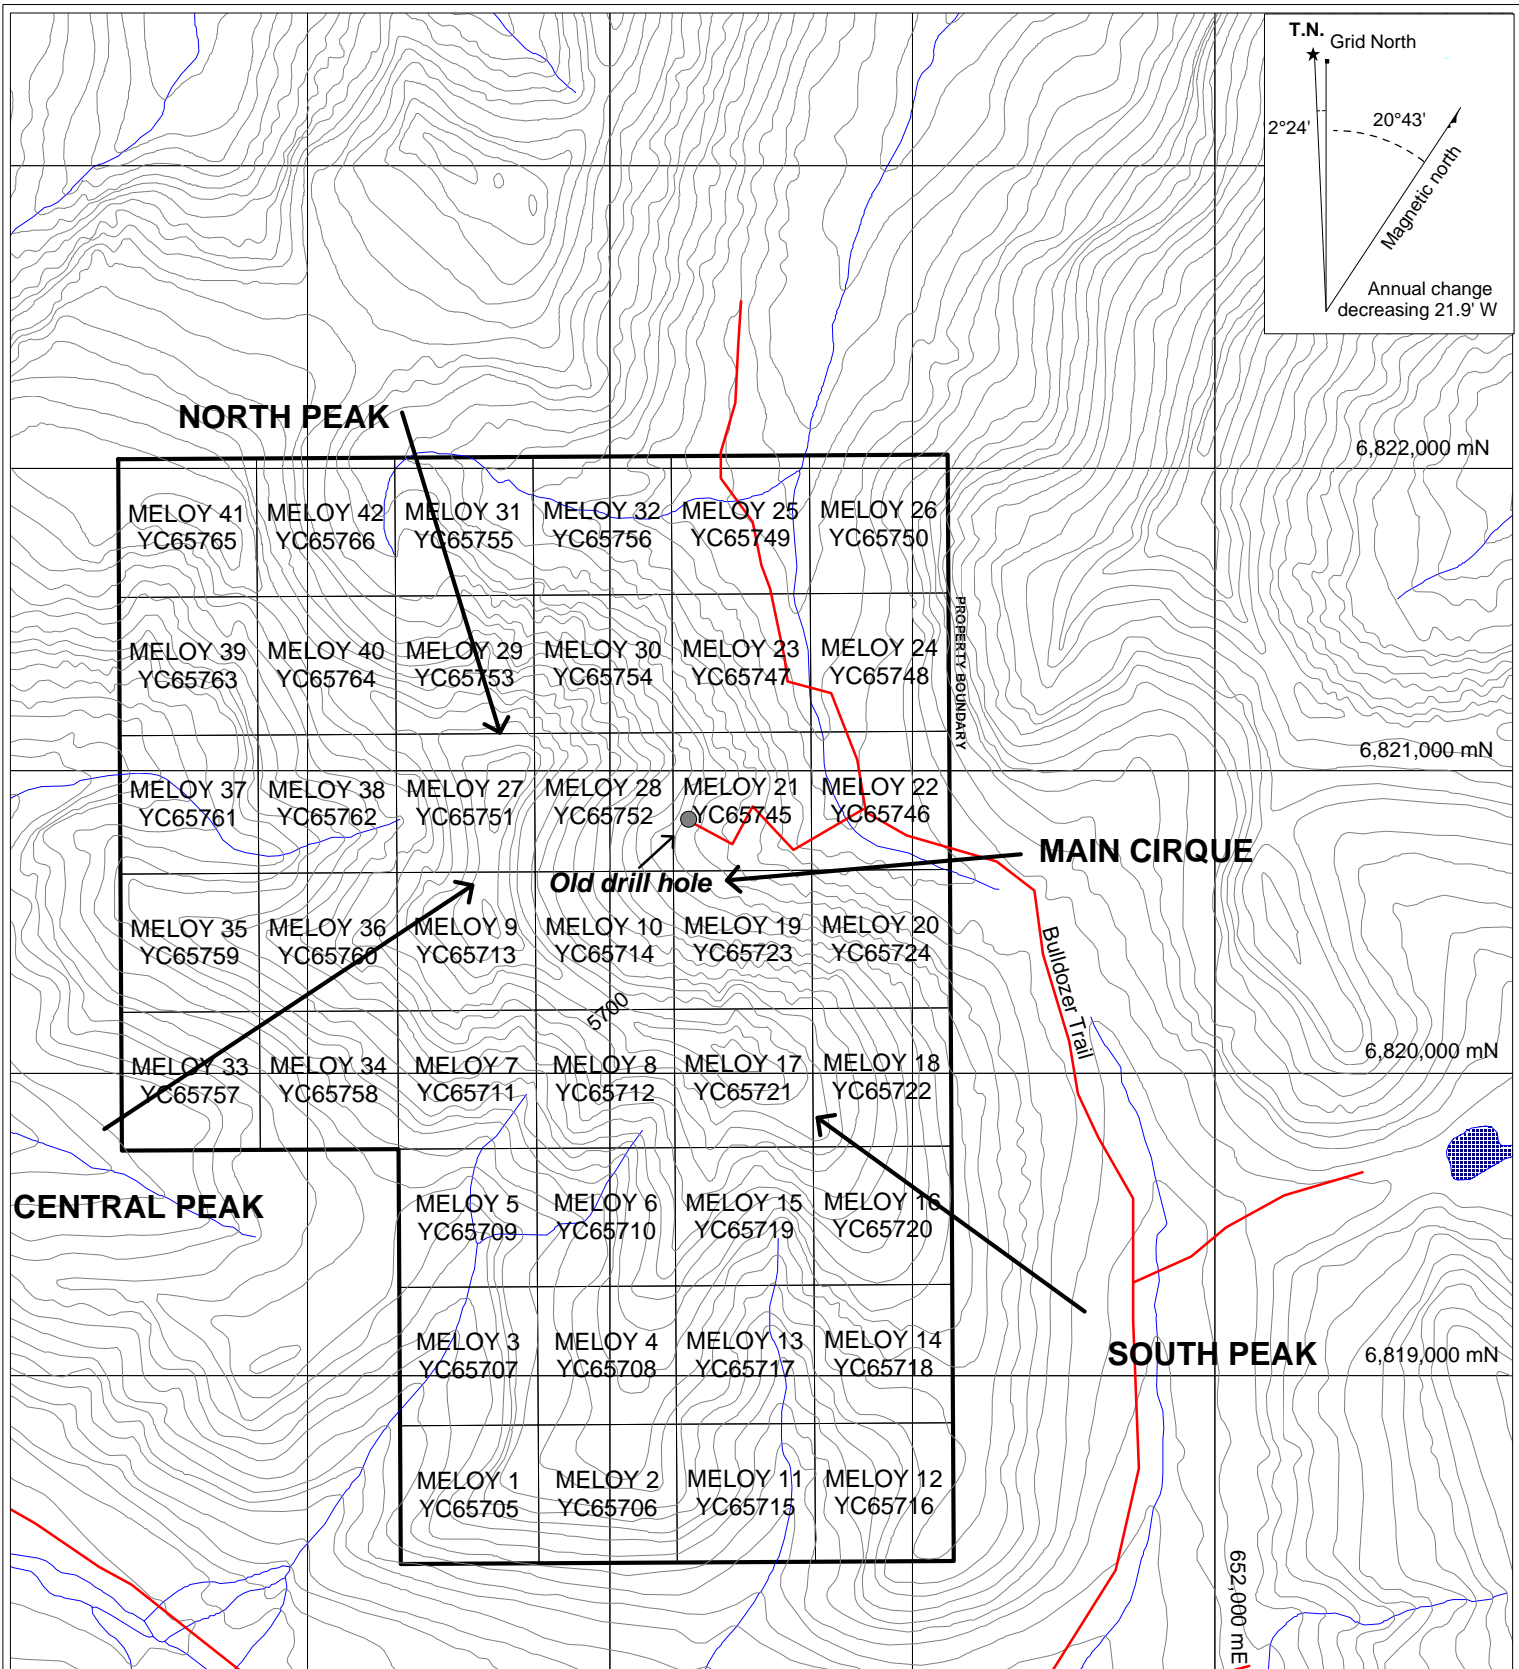 T.N.
Grid North
2°24'
20°43'
Magnetic north
Annual change
decreasing 21.9' W
NORTH PEAK
6,822,000 mN
MELOY 41
YC65765
MELOY 42
YC65766
MELOY 31
YC65755
MELOY 32
YC65756
MELOY 25
YC65749
MELOY 26
YC65750
PROPERTY BOUNDARY
MELOY 39
YC65763
MELOY 40
YC65764
MELOY 29
YC65753
MELOY 30
YC65754
MELOY 23
YC65747
MELOY 24
YC65748
6,821,000 mN
MELOY 37
YC65761
MELOY 38
YC65762
MELOY 27
YC65751
MELOY 28
YC65752
MELOY 21
YC65745
MELOY 22
YC65746
MAIN CIRQUE
Old drill hole
MELOY 35
YC65759
MELOY 36
YC65760
MELOY 9
YC65713
MELOY 10
YC65714
MELOY 19
YC65723
MELOY 20
YC65724
Bulldozer Trail
5700
6,820,000 mN
MELOY 33
YC65757
MELOY 34
YC65758
MELOY 7
YC65711
MELOY 8
YC65712
MELOY 17
YC65721
MELOY 18
YC65722
CENTRAL PEAK
MELOY 5
YC65709
MELOY 6
YC65710
MELOY 15
YC65719
MELOY 16
YC65720
SOUTH PEAK
6,819,000 mN
MELOY 3
YC65707
MELOY 4
YC65708
MELOY 13
YC65717
MELOY 14
YC65718
MELOY 1
YC65705
MELOY 2
YC65706
MELOY 11
YC65715
MELOY 12
YC65716
652,000 mE